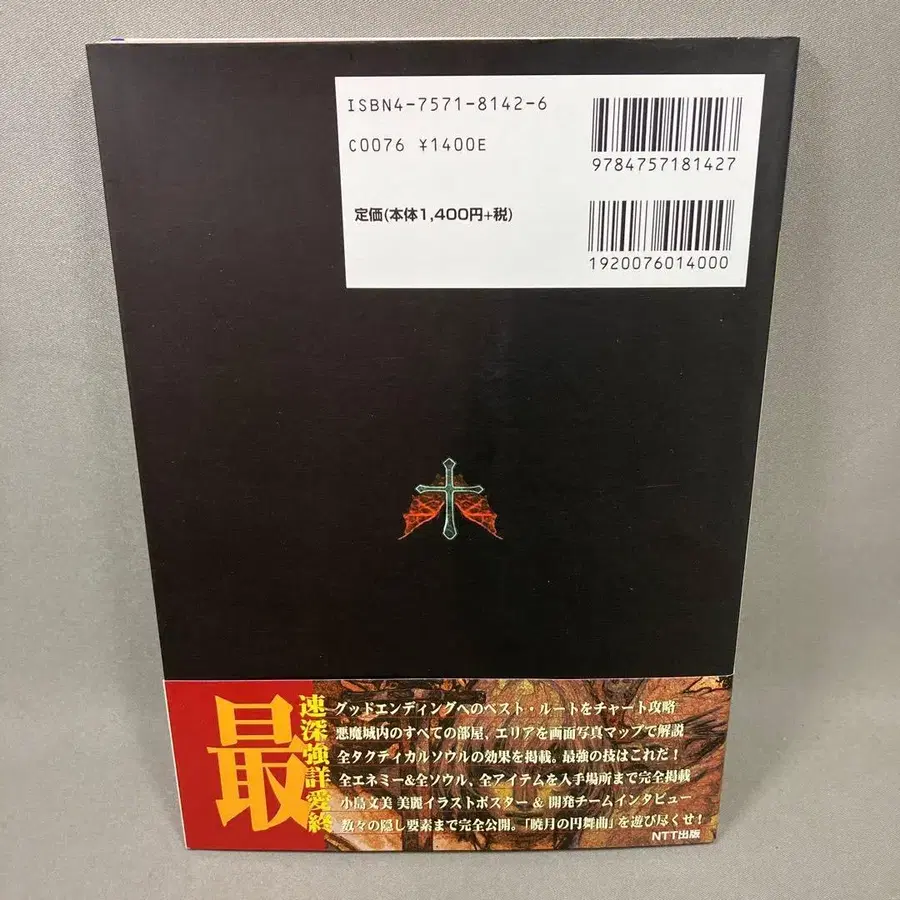 ISBN4-7571-8142-6
C0076 ¥1400E
定価(本体1,400円+税)
9784757181427
1920076014000
最
速深強詳愛終
グッドエンディングへのベスト・ルートをチャート攻略
悪魔城内のすべての部屋、エリアを画面写真マップで解説
全タクティカルソウルの効果を掲載。最強の技はこれだ！
全エネミー&全ソウル、全アイテムを入手場所まで完全掲載
小島文美 美麗イラストポスター & 開発チームインタビュー
数々の隠し要素まで完全公開。「暁月の円舞曲」を遊び尽くせ！
NTT出版